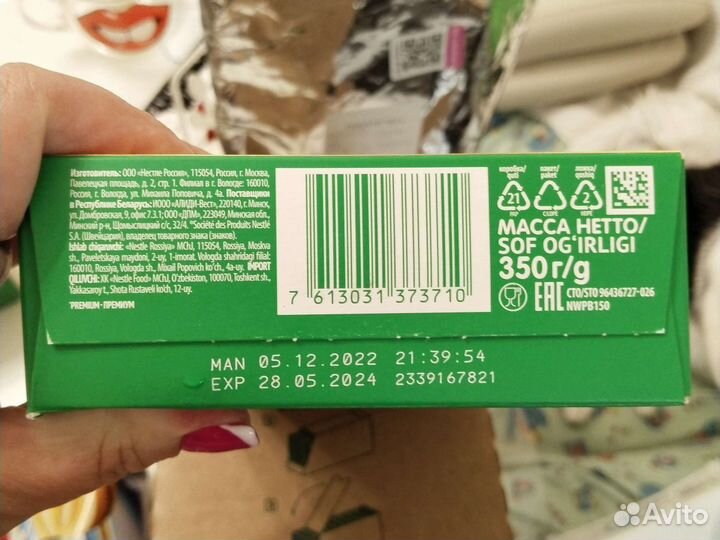 Изготовитель: ООО «Нестле Россия», 115054, Россия, г. Москва,
Павелецкая площадь, д. 2, стр. 1. Филиал в г. Вологде: 160010,
Россия, г. Вологда, ул. Михаила Поповича, д. 4а. Поставщики
в Республике Беларусь: ИООО «АЛИДИ-Вест», 220140, г. Минск,
ул. Домбровская, 9, офис 7.3.1; ООО «ДПМ», 223049, Минская обл.,
Минский р-н, Щомыслицкий с/с, 32/4. ®Société des Produits Nestlé
S.A. (Швейцария), владелец товарного знака (знаков).
Ishlab chiqaruvchi: «Nestle Rossiya» MChJ, 115054, Rossiya, Moskva
sh., Paveletskaya maydoni, 2-uy, 1-imorat. Vologda shahridagi filial:
160010, Rossiya, Vologda sh., Mixail Popovich ko'ch., 4a-uy. IMPORT
QILUVCHI: XK «Nestle Food» MChJ, O'zbekiston, 100070, Toshkent sh.,
Yakkasaroy t., Shota Rustaveli ko'ch, 12-uy.
PREMIUM • ПРЕМИУМ
7 613031 373710
коробка/ пакет/ ложка/
quti paket qoshiq
21 2
PAP C/LDPE HDPE
МАССА НЕТТО/
SOF OG'IRLIGI
350 г/g
EAC СТО/STO 96436727-026
NWPB150
MAN 05.12.2022 21:39:54
EXP 28.05.2024 2339167821
Avito